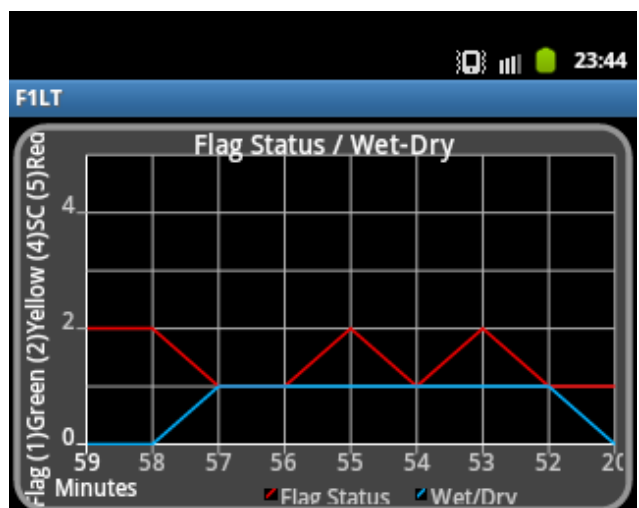 23:44
F1LT
Flag Status / Wet-Dry
Flag (1)Green (2)Yellow (4)SC (5)Red
4
2
0
59 58 57 56 55 54 53 52 20
Minutes
Flag Status Wet/Dry